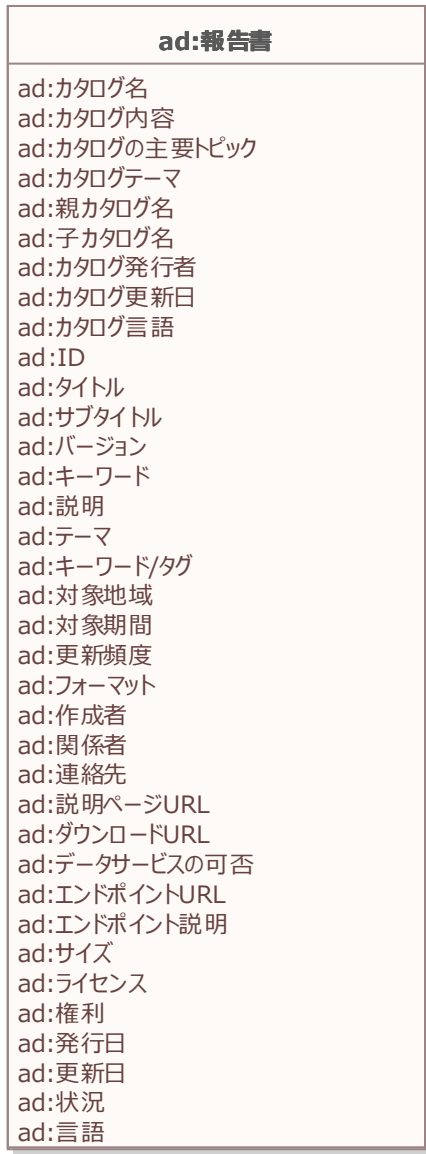 ad:報告書
ad:カタログ名
ad:カタログ内容
ad:カタログの主要トピック
ad:カタログテーマ
ad:親カタログ名
ad:子カタログ名
ad:カタログ発行者
ad:カタログ更新日
ad:カタログ言語
ad:ID
ad:タイトル
ad:サブタイトル
ad:バージョン
ad:キーワード
ad:説明
ad:テーマ
ad:キーワード/タグ
ad:対象地域
ad:対象期間
ad:更新頻度
ad:フォーマット
ad:作成者
ad:関係者
ad:連絡先
ad:説明ページURL
ad:ダウンロードURL
ad:データサービスの可否
ad:エンドポイントURL
ad:エンドポイント説明
ad:サイズ
ad:ライセンス
ad:権利
ad:発行日
ad:更新日
ad:状況
ad:言語